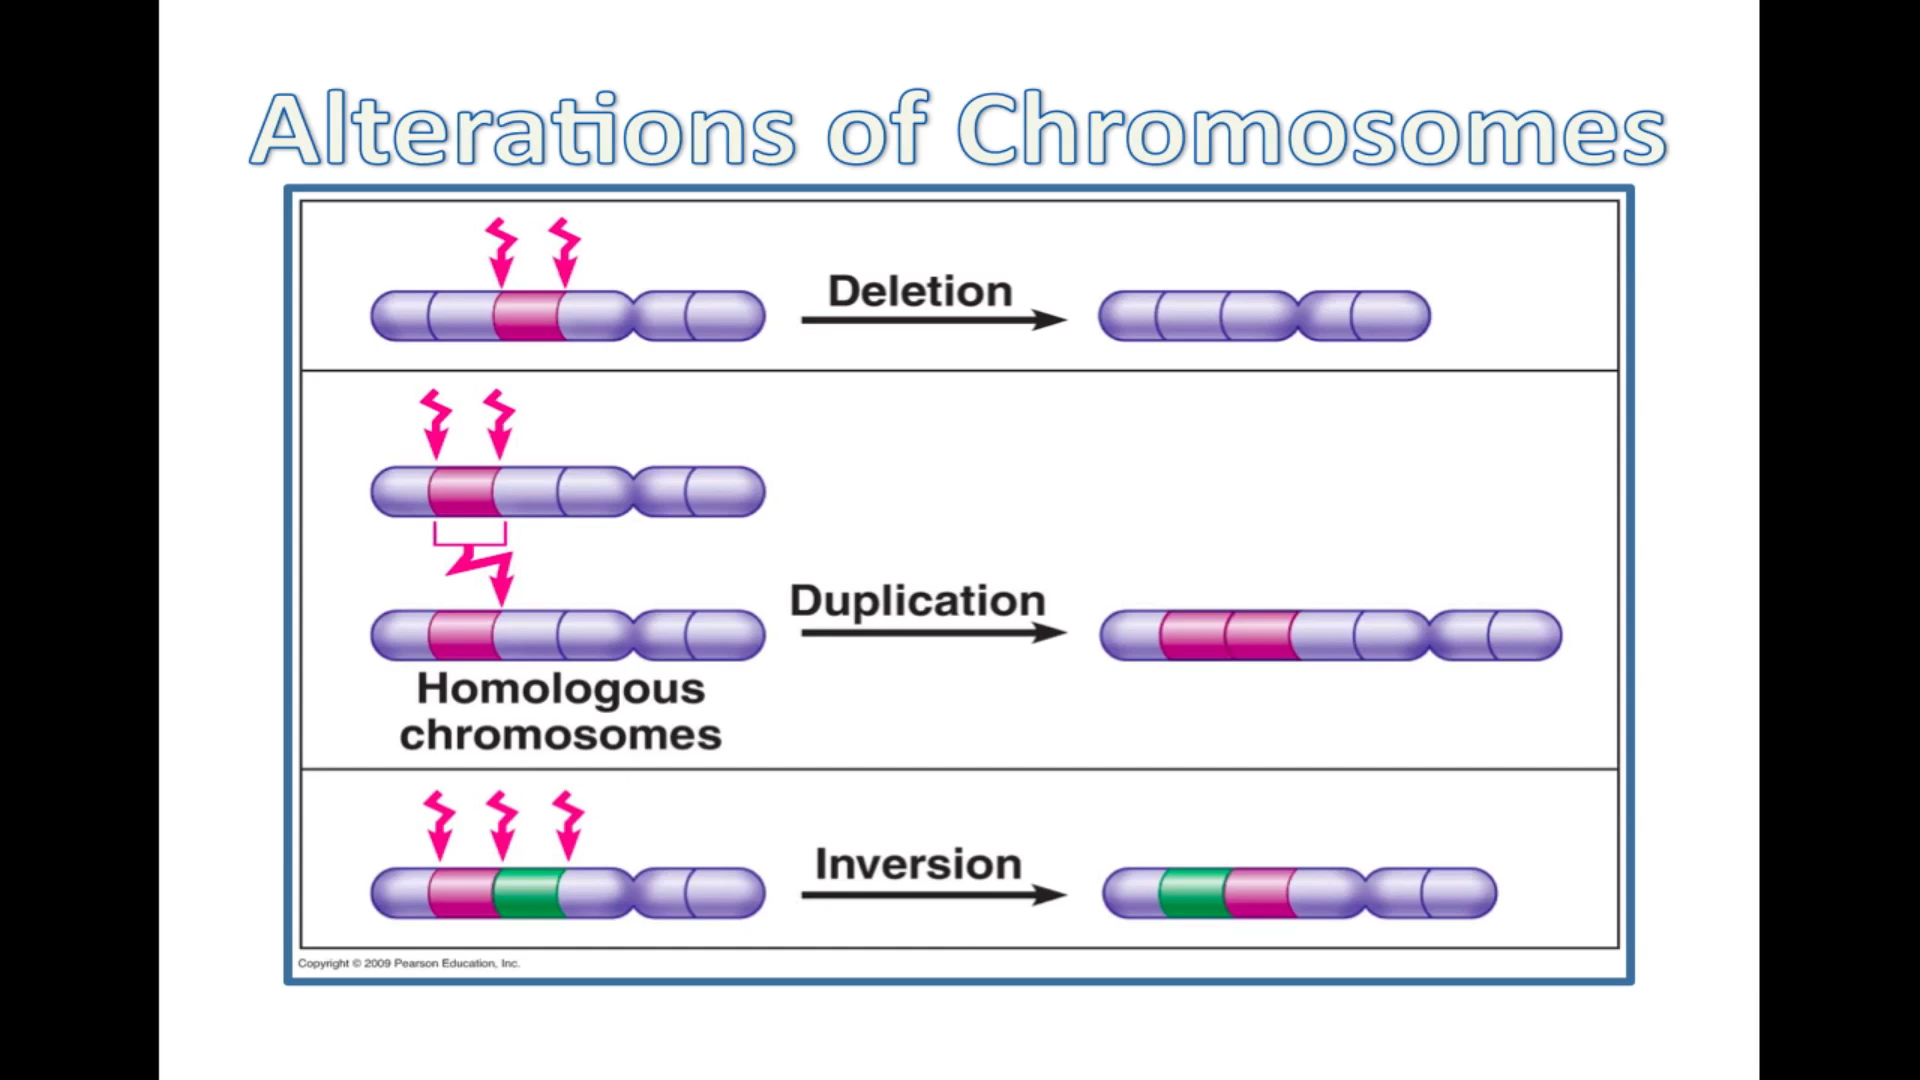 Alterations of Chromosomes
Deletion
Duplication
Homologous
chromosomes
Inversion
Copyright © 2009 Pearson Education, Inc.